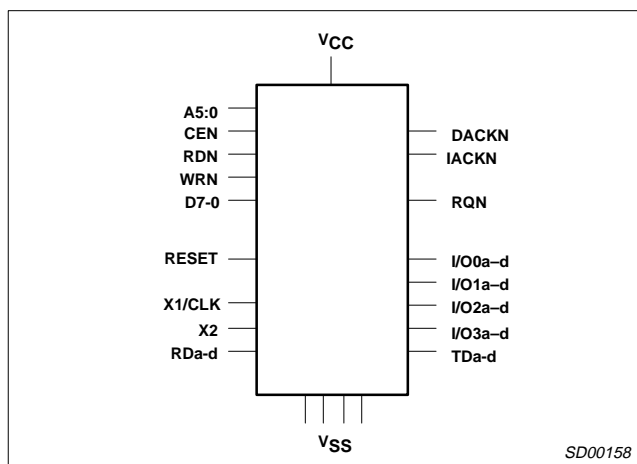 VCC
A5:0
CEN
RDN
WRN
D7-0
RESET
X1/CLK
X2
RDa-d
DACKN
IACKN
RQN
I/O0a–d
I/O1a–d
I/O2a–d
I/O3a–d
TDa-d
VSS
SD00158